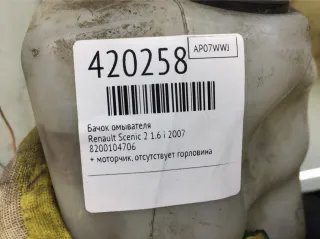 AP07WWJ
420258
Бачок омывателя
Renault Scenic 2 1.6 i 2007
8200104706
+ моторчик, отсутствует горловина